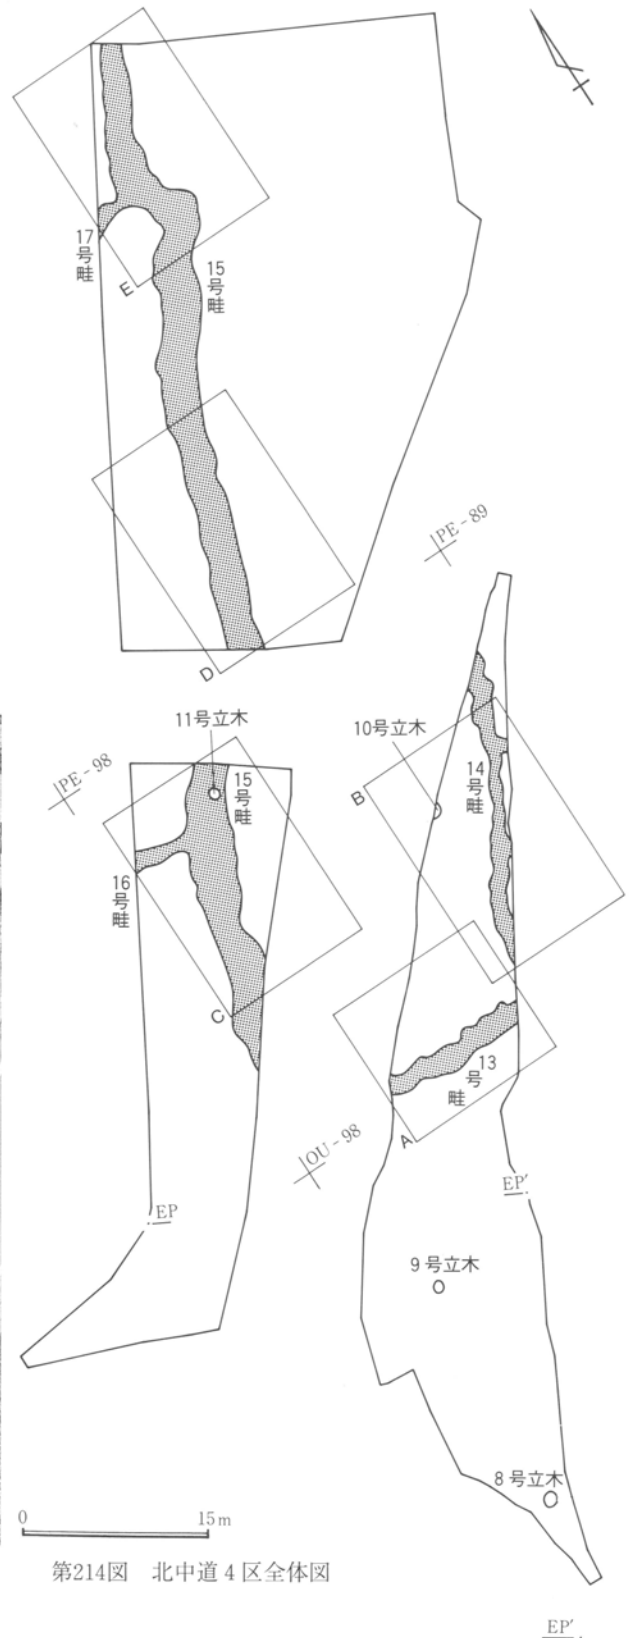 17号畦
E
15号畦
PE-89
D
11号立木
PE-98
15号畦
16号畦
C
10号立木
B
14号畦
13号畦
A
OU-98
EP
EP′
9号立木
8号立木
0 15m
第214図 北中道4区全体図
EP′